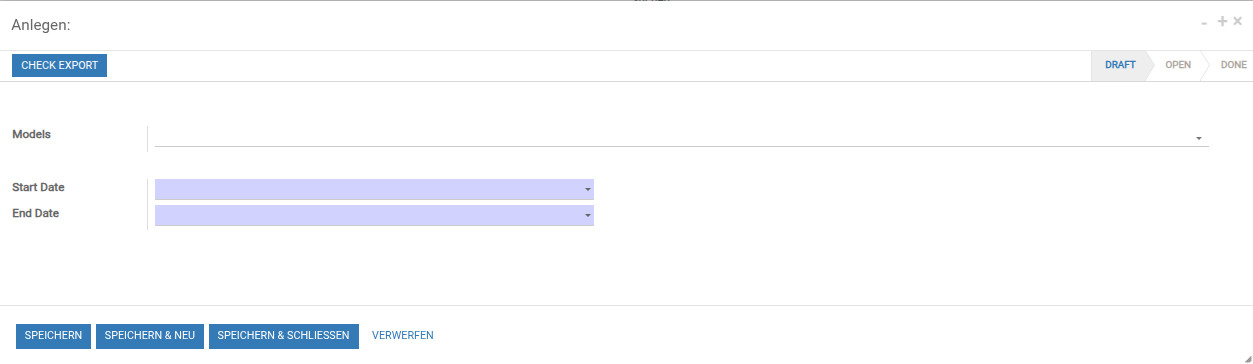 Anlegen:
CHECK EXPORT
DRAFT
OPEN
DONE
Models
Start Date
End Date
SPEICHERN
SPEICHERN & NEU
SPEICHERN & SCHLIESSEN
VERWERFEN